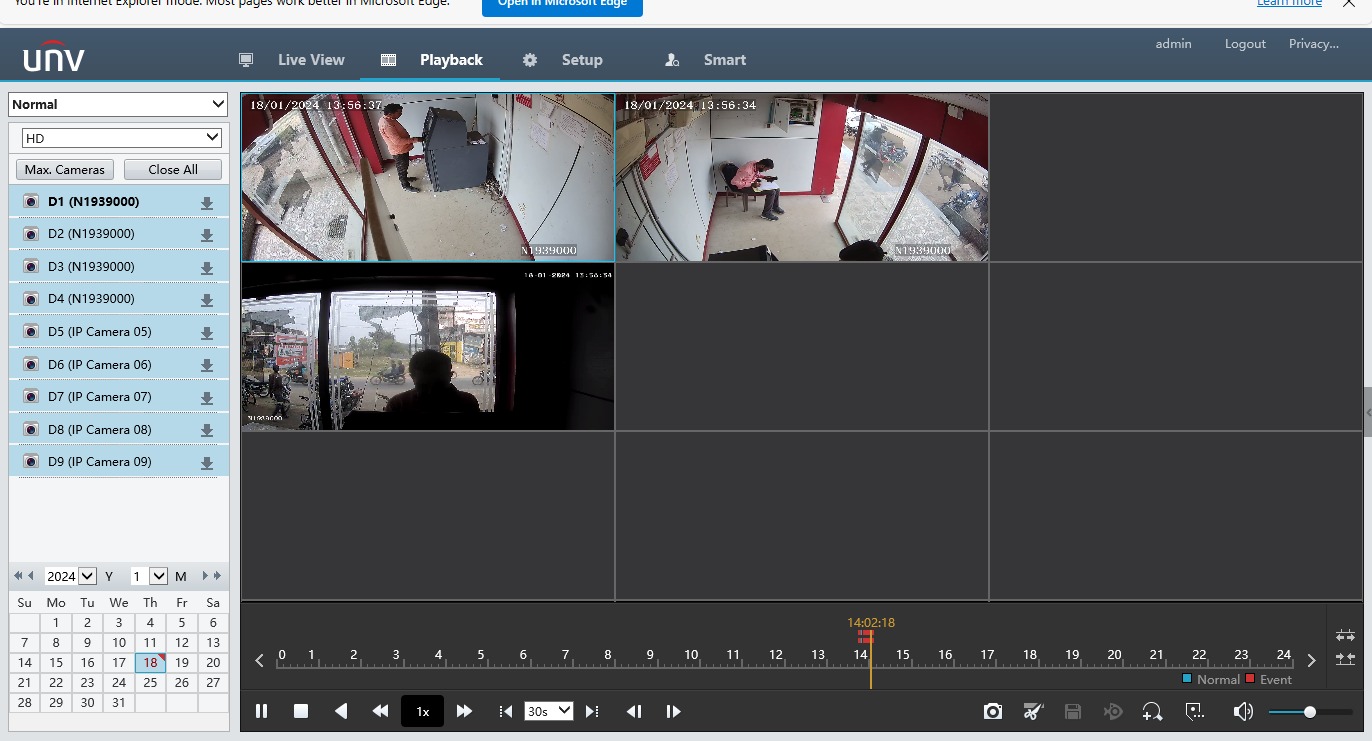 You're in Internet Explorer mode. Most pages work better in Microsoft Edge.
Open in Microsoft Edge
Learn more
unv
Live View
Playback
Setup
Smart
admin
Logout
Privacy...
Normal
HD
Max. Cameras
Close All
D1 (N1939000)
D2 (N1939000)
D3 (N1939000)
D4 (N1939000)
D5 (IP Camera 05)
D6 (IP Camera 06)
D7 (IP Camera 07)
D8 (IP Camera 08)
D9 (IP Camera 09)
2024 Y 1 M
Su Mo Tu We Th Fr Sa
1 2 3 4 5 6
7 8 9 10 11 12 13
14 15 16 17 18 19 20
21 22 23 24 25 26 27
28 29 30 31
18/01/2024 13:56:37
N1939000
18/01/2024 13:56:34
N1939000
18-01-2024 13:56:34
N1939000
14:02:18
0 1 2 3 4 5 6 7 8 9 10 11 12 13 14 15 16 17 18 19 20 21 22 23 24
Normal Event
1x
30s